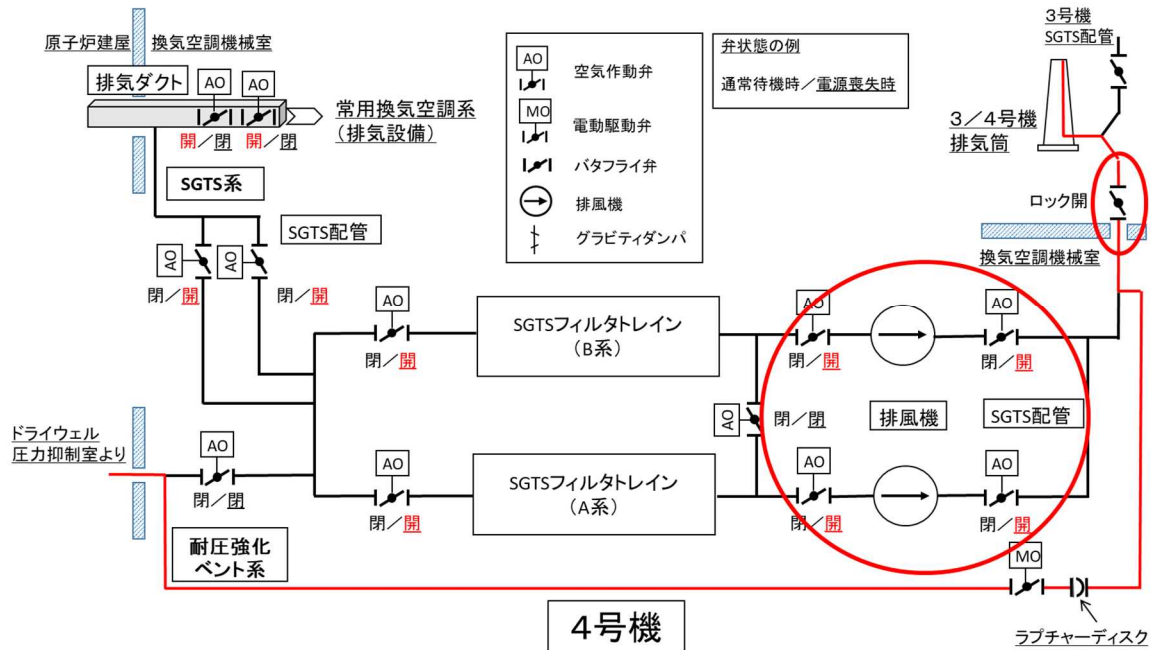 原子炉建屋
換気空調機械室
排気ダクト
AO
AO
開／閉
開／閉
常用換気空調系
（排気設備）
SGTS系
SGTS配管
AO
AO
閉／開
閉／開
AO
空気作動弁
MO
電動駆動弁
バタフライ弁
排風機
グラビティダンパ
弁状態の例
通常待機時／電源喪失時
３号機
SGTS配管
３／４号機
排気筒
ロック開
換気空調機械室
AO
閉／開
SGTSフィルタトレイン
（B系）
AO
閉／開
AO
閉／開
AO
閉／閉
排風機
SGTS配管
ドライウェル
圧力抑制室より
AO
閉／閉
AO
閉／開
SGTSフィルタトレイン
（A系）
AO
閉／開
AO
閉／開
耐圧強化
ベント系
MO
ラプチャーディスク
４号機